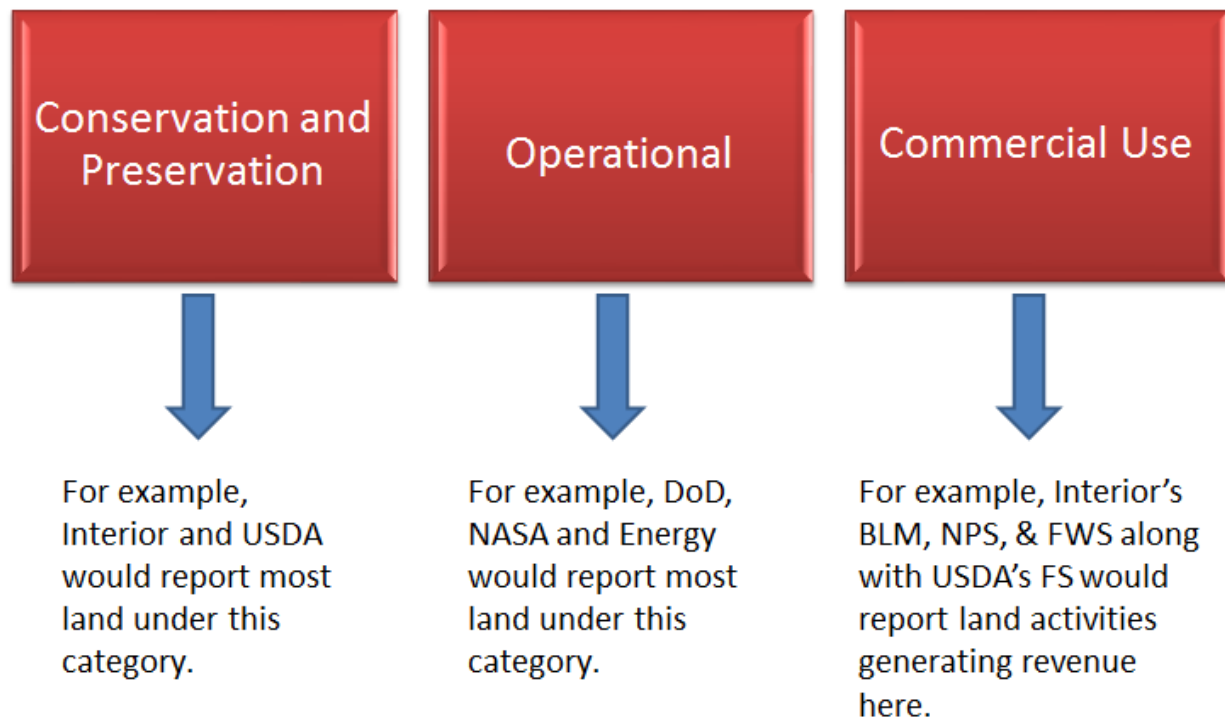 Conservation and
Preservation
Operational
Commercial Use
For example,
Interior and USDA
would report most
land under this
category.
For example, DoD,
NASA and Energy
would report most
land under this
category.
For example, Interior’s
BLM, NPS, & FWS along
with USDA’s FS would
report land activities
generating revenue
here.